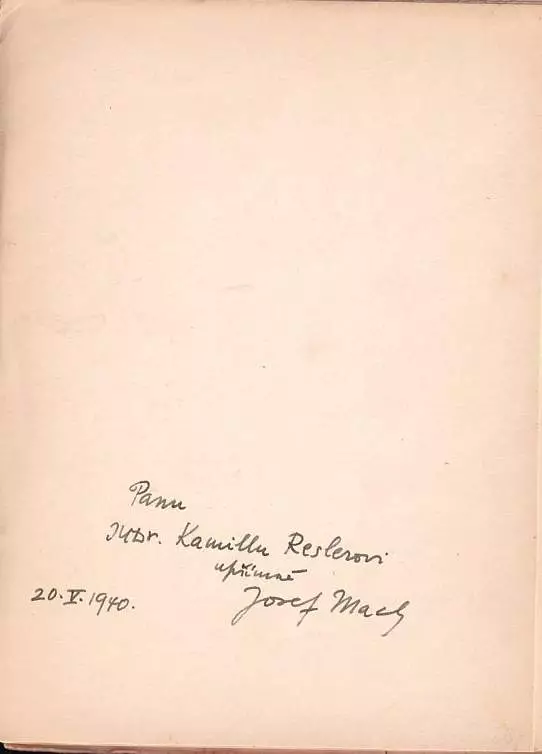 Panu
JUDr. Kamillu Reslerovi
upřímně
20.V.1940.
Josef Mach